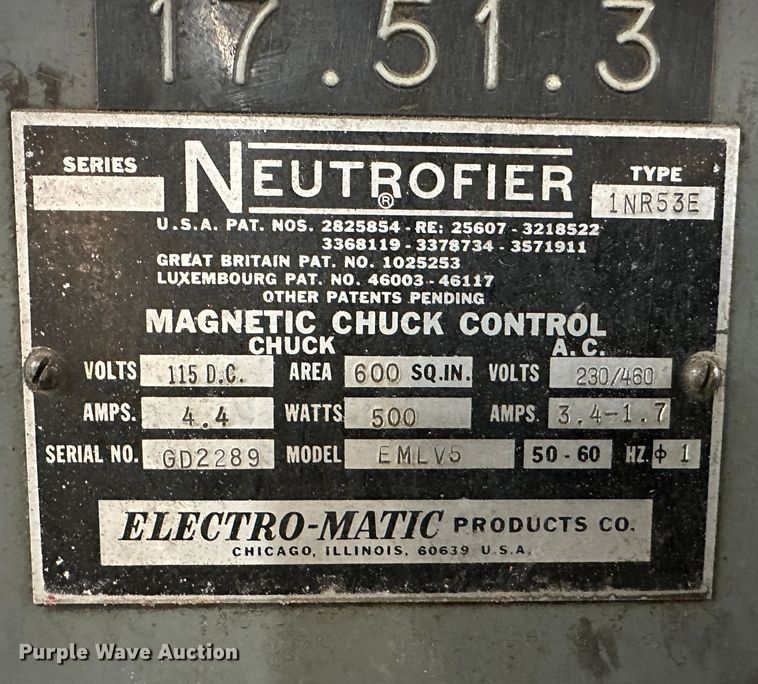 17.51.3
SERIES NEUTROFIER ® TYPE
1NR53E
U.S.A. PAT. NOS. 2825854 - RE: 25607 - 3218522
3368119 - 3378734 - 3571911
GREAT BRITAIN PAT. NO. 1025253
LUXEMBOURG PAT. NO. 46003 - 46117
OTHER PATENTS PENDING
MAGNETIC CHUCK CONTROL
CHUCK A.C.
VOLTS 115 D.C. AREA 600 SQ.IN. VOLTS 230/460
AMPS. 4.4 WATTS 500 AMPS. 3.4-1.7
SERIAL NO. GD2289 MODEL EMLV5 50 - 60 HZ. ϕ 1
ELECTRO-MATIC PRODUCTS CO.
CHICAGO, ILLINOIS, 60639 U.S.A.
Purple Wave Auction